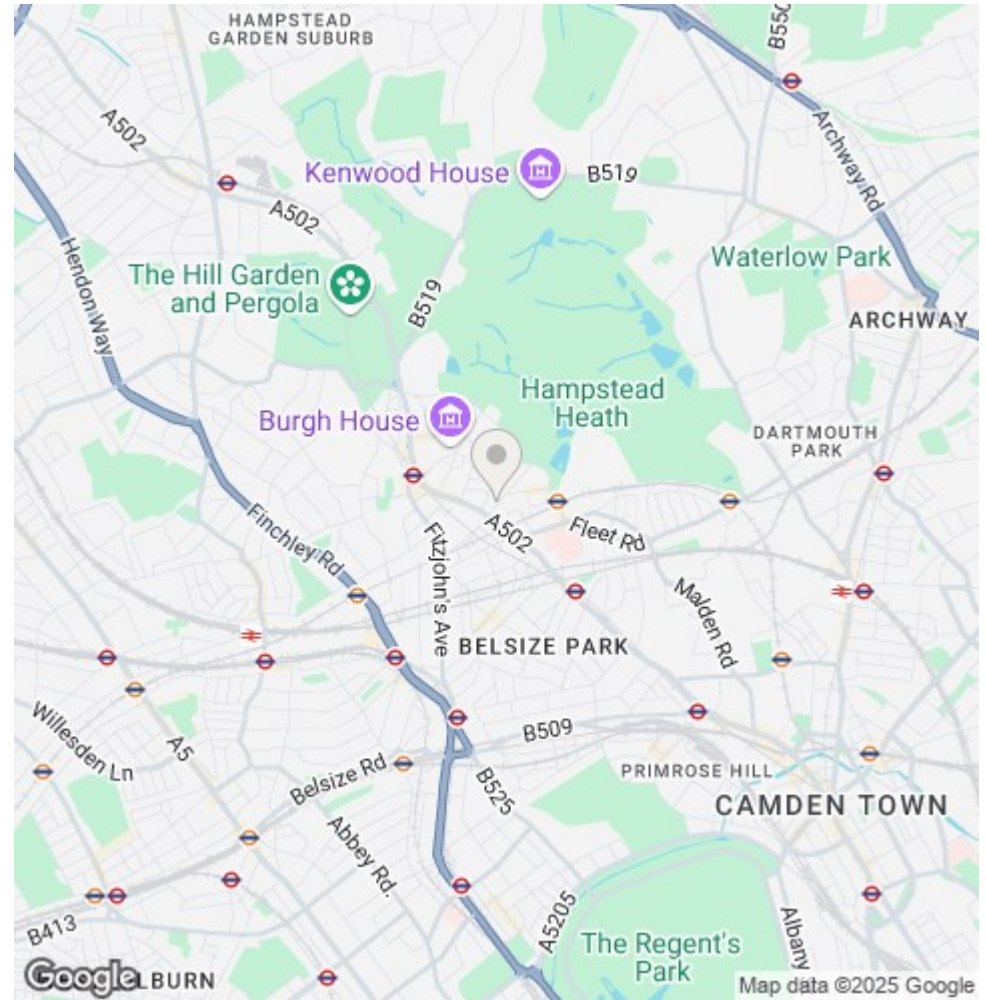 HAMPSTEAD
GARDEN SUBURB
B550
A502
Archway Rd
Kenwood House
B519
A502
Waterlow Park
Hendon Way
The Hill Garden
and Pergola
B519
ARCHWAY
Hampstead
Heath
Burgh House
DARTMOUTH
PARK
A502
Fleet Rd
Finchley Rd
Fitzjohn's Ave
Malden Rd
BELSIZE PARK
Willesden Ln
A5
B509
Belsize Rd
B525
PRIMROSE HILL
CAMDEN TOWN
Abbey Rd.
A5205
Albany
B413
The Regent's
Park
Google
LBURN
Map data ©2025 Google